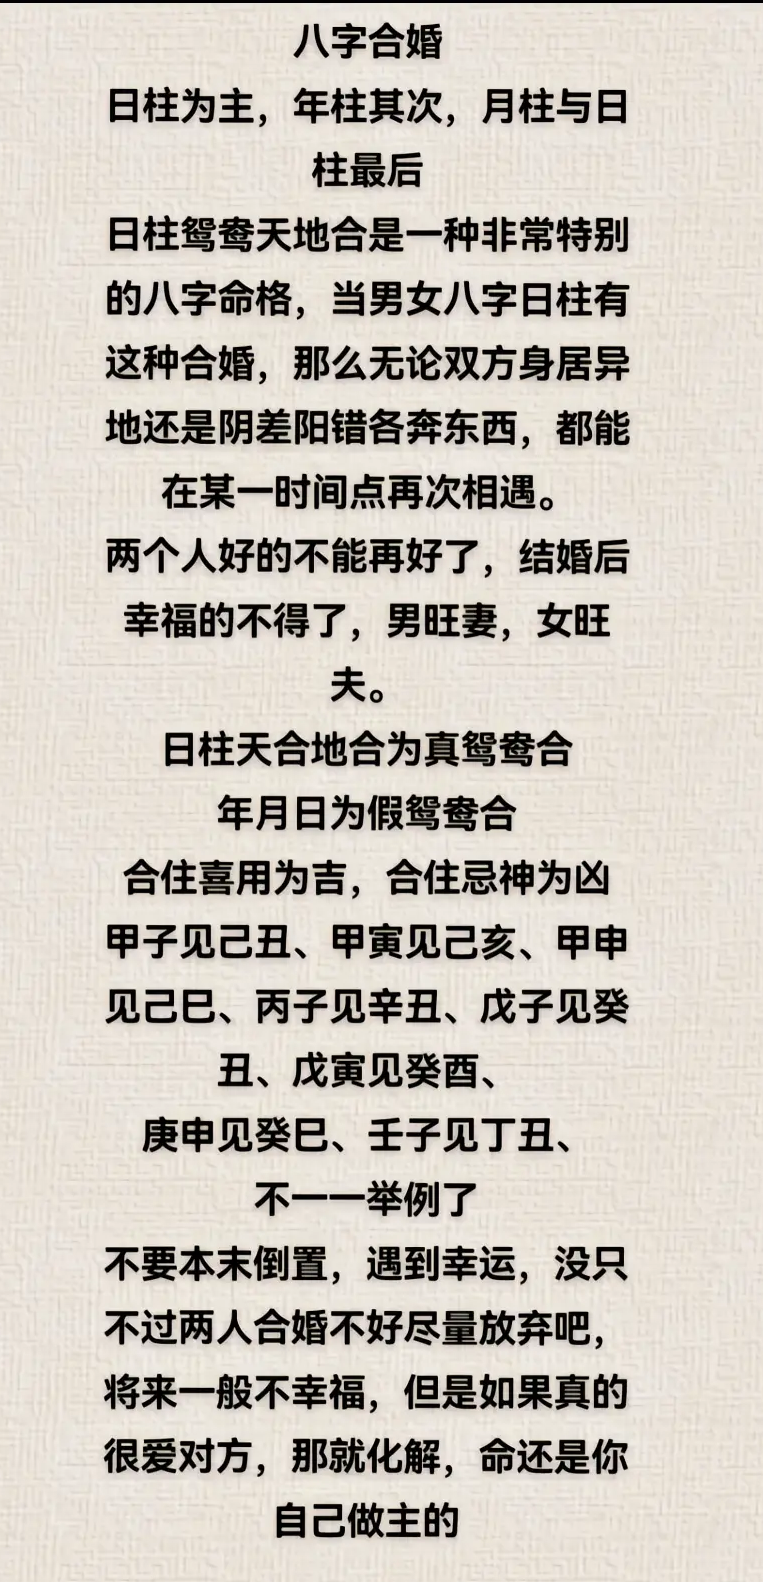 八字合婚
日柱为主，年柱其次，月柱与日
柱最后
日柱鸳鸯天地合是一种非常特别
的八字命格，当男女八字日柱有
这种合婚，那么无论双方身居异
地还是阴差阳错各奔东西，都能
在某一时间点再次相遇。
两个人好的不能再好了，结婚后
幸福的不得了，男旺妻，女旺
夫。
日柱天合地合为真鸳鸯合
年月日为假鸳鸯合
合住喜用为吉，合住忌神为凶
甲子见己丑、甲寅见己亥、甲申
见己巳、丙子见辛丑、戊子见癸
丑、戊寅见癸酉、
庚申见癸巳、壬子见丁丑、
不一一举例了
不要本末倒置，遇到幸运，没只
不过两人合婚不好尽量放弃吧，
将来一般不幸福，但是如果真的
很爱对方，那就化解，命还是你
自己做主的